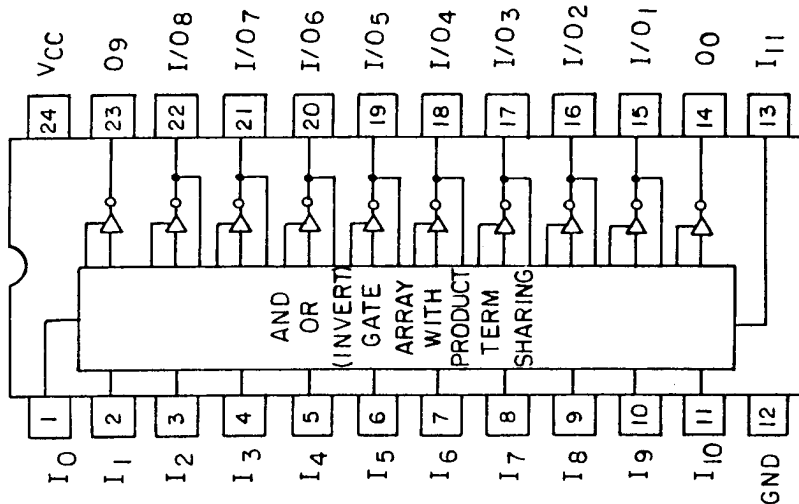 VCC
O9
I/O8
I/O7
I/O6
I/O5
I/O4
I/O3
I/O2
I/O1
O0
I11
24
23
22
21
20
19
18
17
16
15
14
13
AND
OR
(INVERT)
GATE
ARRAY
WITH
PRODUCT
TERM
SHARING
1
2
3
4
5
6
7
8
9
10
11
12
I0
I1
I2
I3
I4
I5
I6
I7
I8
I9
I10
GND